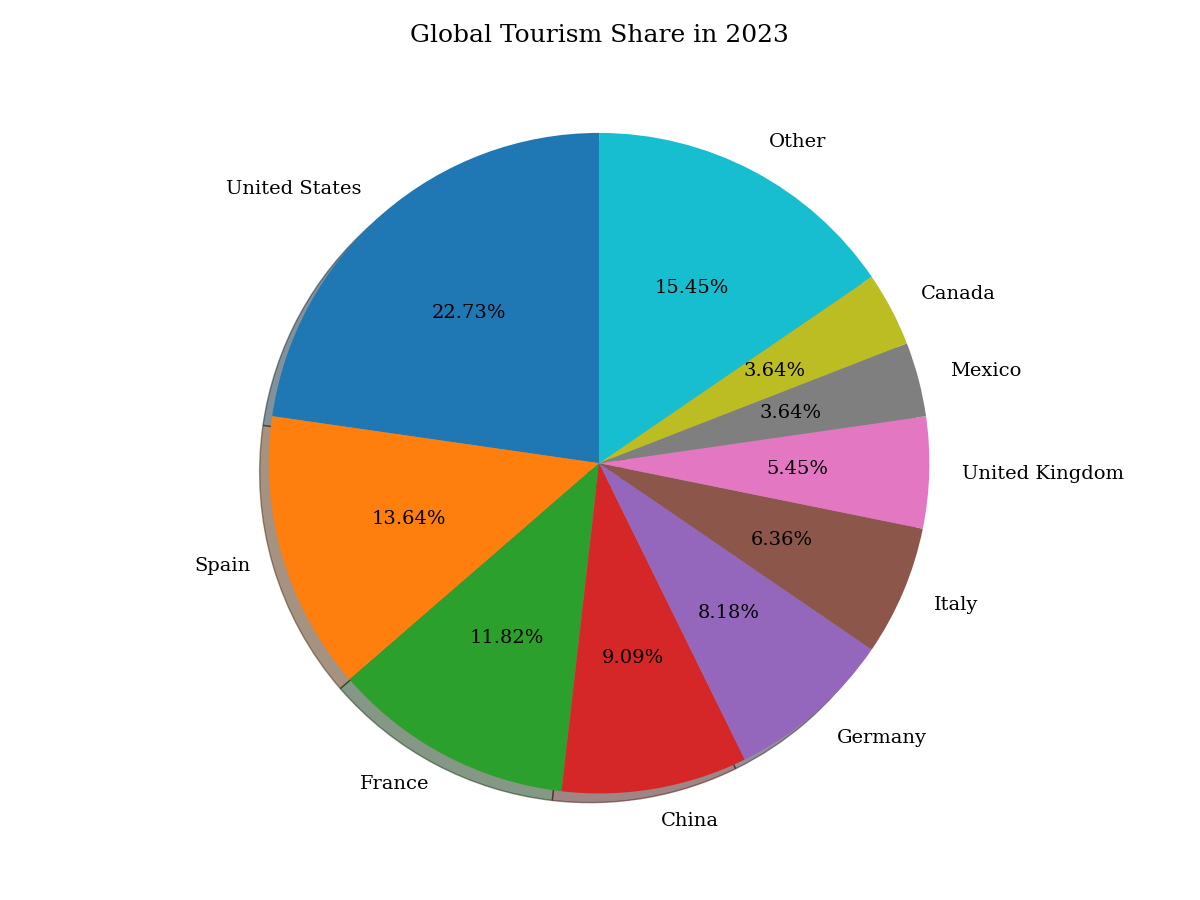 Global Tourism Share in 2023
Other
United States
Canada
15.45%
22.73%
3.64%
Mexico
3.64%
5.45%
United Kingdom
13.64%
6.36%
Spain
Italy
8.18%
11.82%
9.09%
Germany
France
China